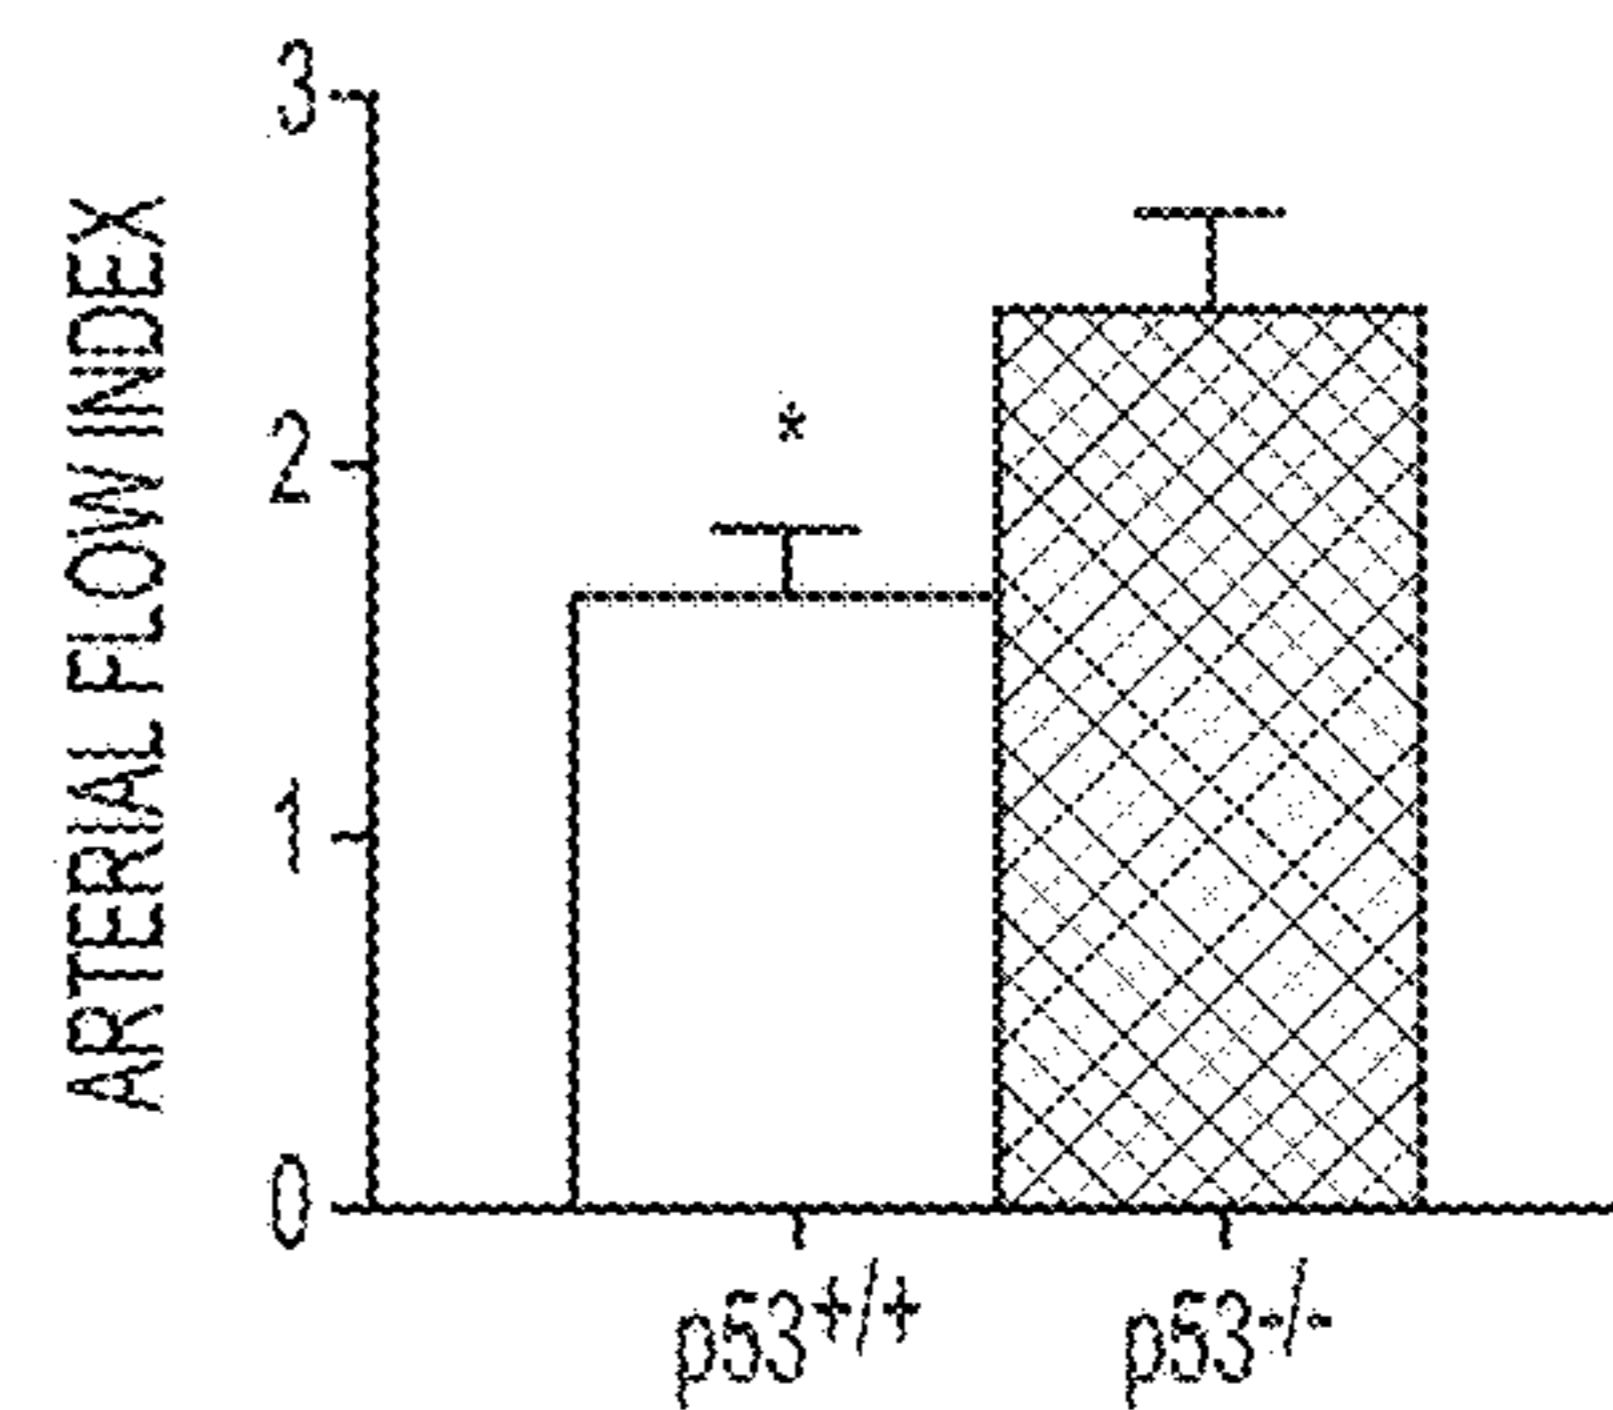 ARTERIAL FLOW INDEX
3
2
1
0
*
p53+/+
p53-/-